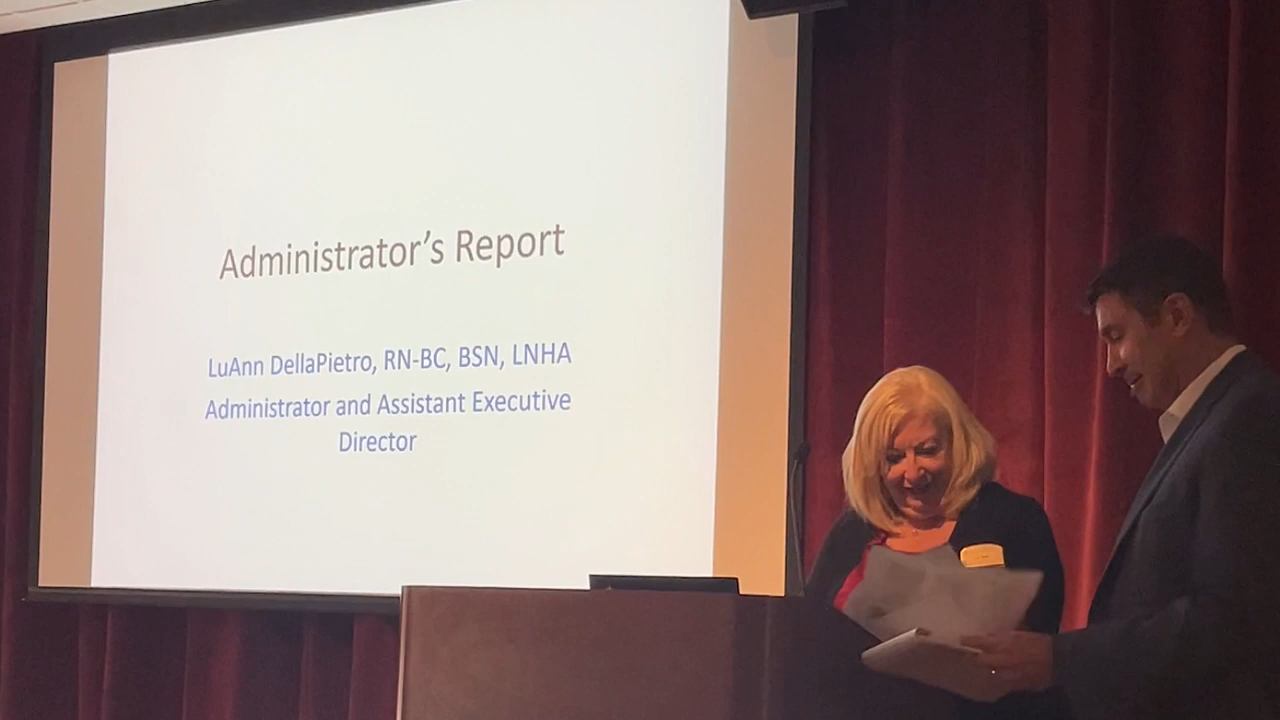 Administrator's Report
LuAnn DellaPietro, RN-BC, BSN, LNHA
Administrator and Assistant Executive
Director